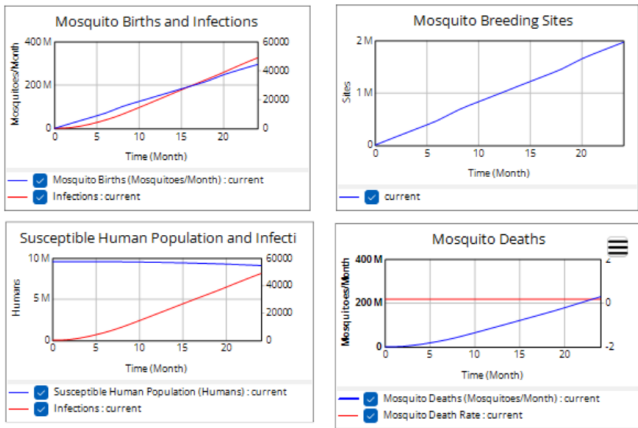 Mosquito Births and Infections
Mosquitoes/Month
400 M
200 M
0
60000
40000
20000
0
0 5 10 15 20
Time (Month)
Mosquito Births (Mosquitoes/Month) : current
Infections : current
Mosquito Breeding Sites
Sites
2 M
1 M
0
0 5 10 15 20
Time (Month)
current
Susceptible Human Population and Infecti
Humans
10 M
5 M
0
60000
40000
20000
0
0 5 10 15 20
Time (Month)
Susceptible Human Population (Humans) : current
Infections : current
Mosquito Deaths
Mosquitoes/Month
400 M
200 M
0
2
0
-2
0 5 10 15 20
Time (Month)
Mosquito Deaths (Mosquitoes/Month) : current
Mosquito Death Rate : current